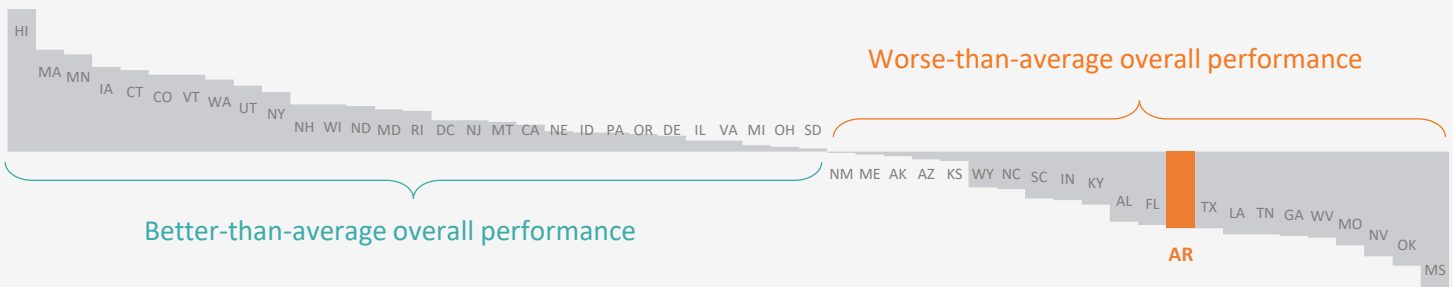 HI
MA MN IA CT CO VT WA UT NY NH WI ND MD RI DC NJ MT CA NE ID PA OR DE IL VA MI OH SD
Worse-than-average overall performance
NM ME AK AZ KS WY NC SC IN KY AL FL TX LA TN GA WV MO NV OK MS
Better-than-average overall performance
AR